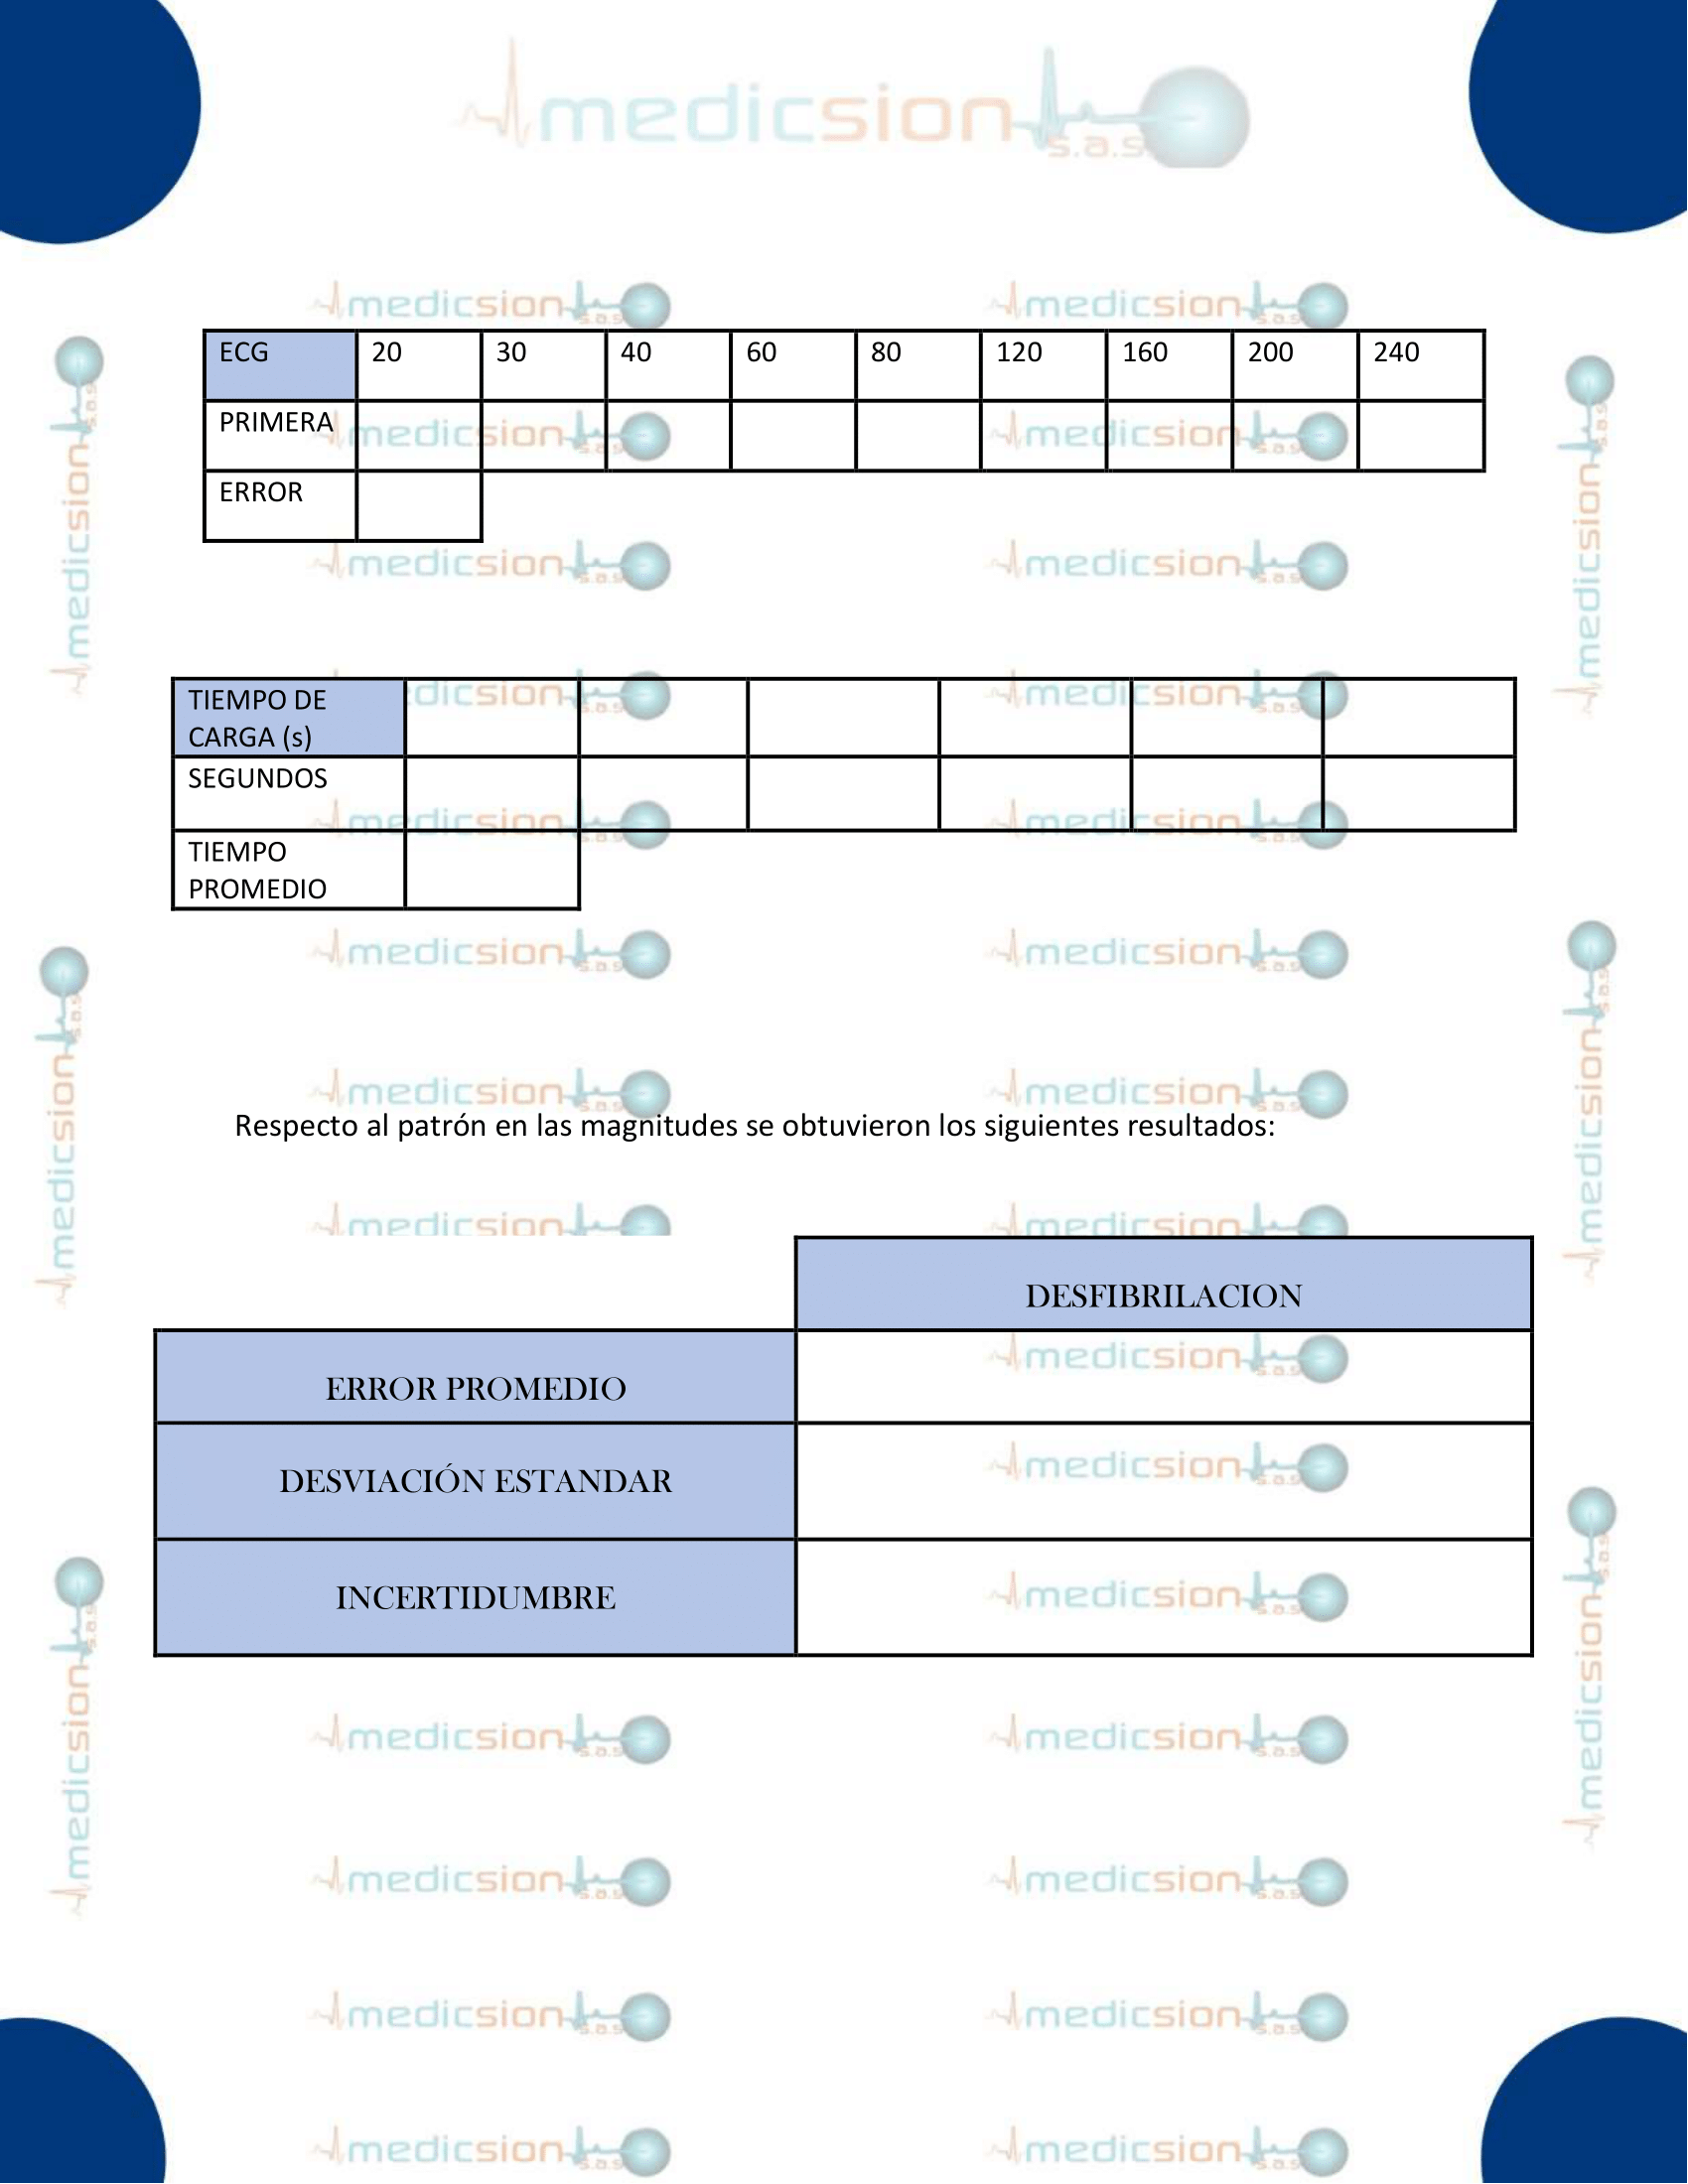 medicsion s.a.s
ECG 20 30 40 60 80 120 160 200 240
PRIMERA
ERROR
TIEMPO DE
CARGA (s)
SEGUNDOS
TIEMPO
PROMEDIO
Respecto al patrón en las magnitudes se obtuvieron los siguientes resultados:
DESFIBRILACION
ERROR PROMEDIO
DESVIACIÓN ESTANDAR
INCERTIDUMBRE